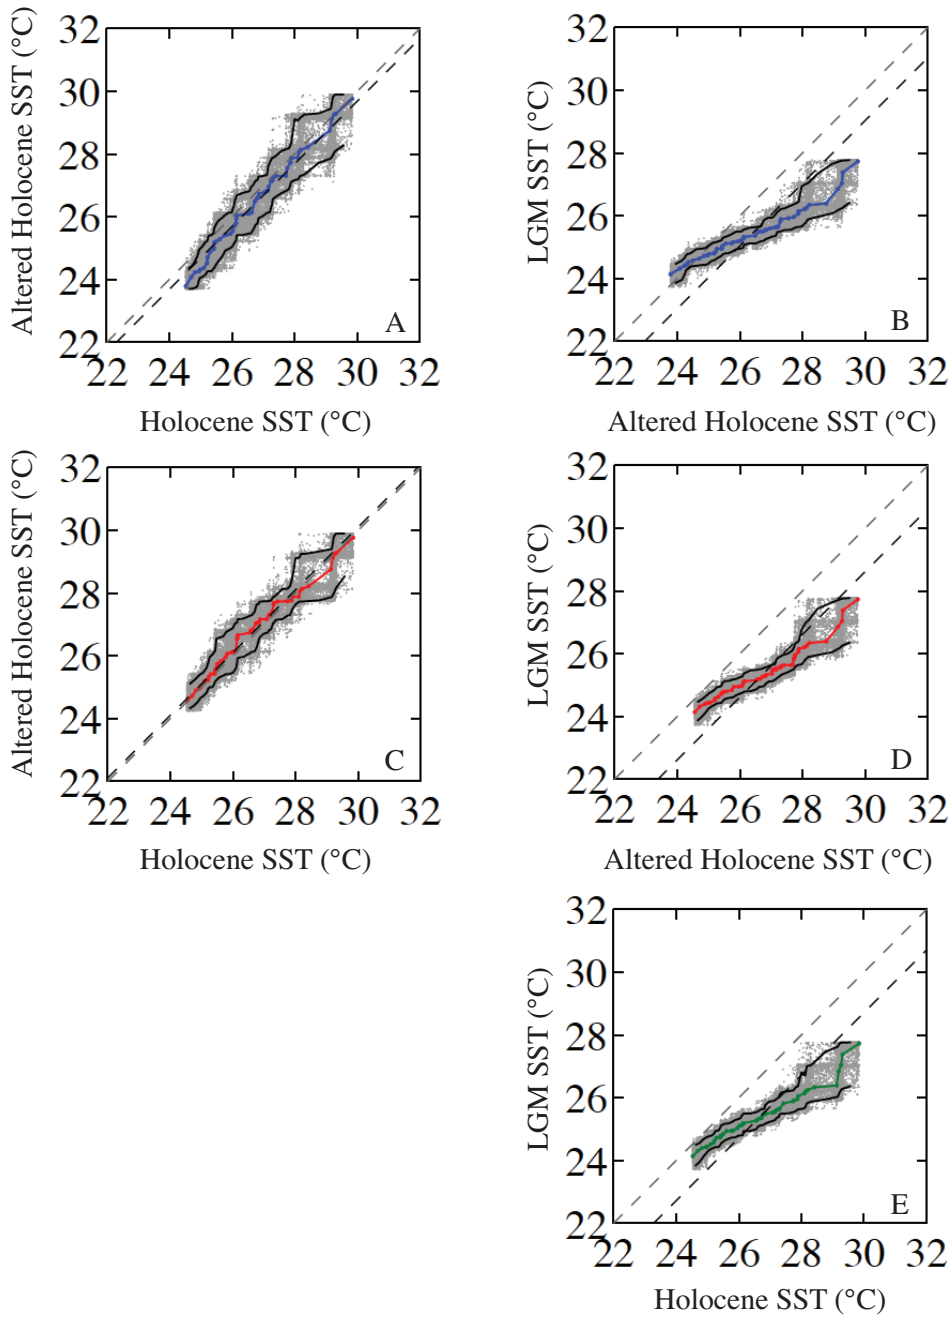 Altered Holocene SST (°C)
32
30
28
26
24
22
A
22 24 26 28 30 32
Holocene SST (°C)
LGM SST (°C)
32
30
28
26
24
22
B
22 24 26 28 30 32
Altered Holocene SST (°C)
Altered Holocene SST (°C)
32
30
28
26
24
22
C
22 24 26 28 30 32
Holocene SST (°C)
LGM SST (°C)
32
30
28
26
24
22
D
22 24 26 28 30 32
Altered Holocene SST (°C)
LGM SST (°C)
32
30
28
26
24
22
E
22 24 26 28 30 32
Holocene SST (°C)